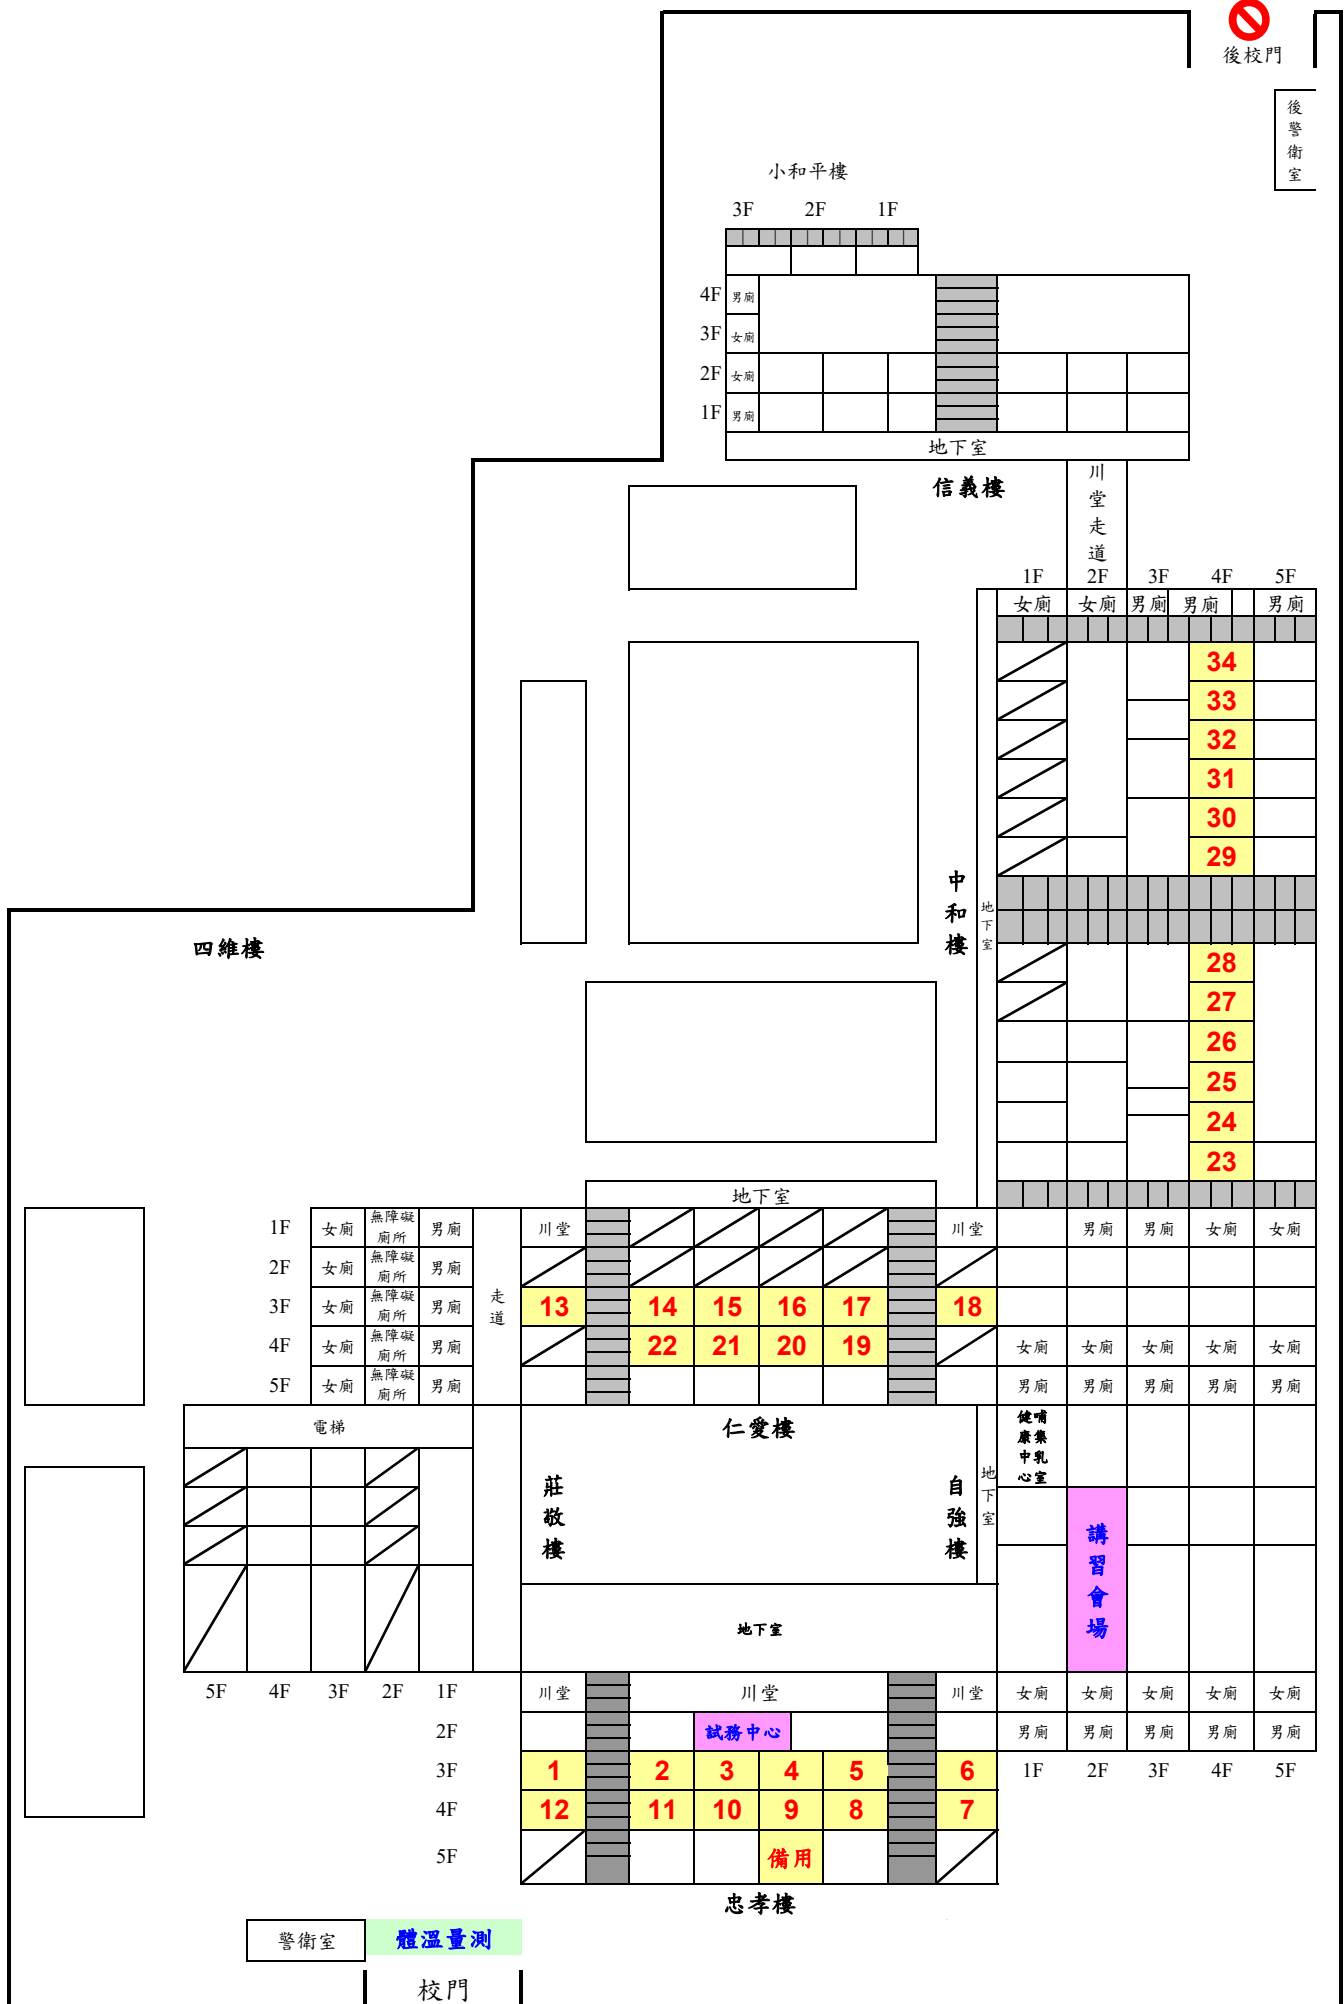 後校門
後警衛室
小和平樓
3F 2F 1F
4F 男廁
3F 女廁
2F 女廁
1F 男廁
地下室
信義樓
川堂走道
1F 2F 3F 4F 5F
女廁 女廁 男廁 男廁 男廁
34
33
32
31
30
29
中和樓
地下室
四維樓
28
27
26
25
24
23
地下室
1F 女廁 無障礙廁所 男廁 川堂 川堂 男廁 男廁 女廁 女廁
2F 女廁 無障礙廁所 男廁
走道
3F 女廁 無障礙廁所 男廁 13 14 15 16 17 18
4F 女廁 無障礙廁所 男廁 22 21 20 19 女廁 女廁 女廁 女廁 女廁
5F 女廁 無障礙廁所 男廁 男廁 男廁 男廁 男廁 男廁
電梯
仁愛樓
健康中心
哺集乳室
莊敬樓
自強樓
地下室
講習會場
地下室
5F 4F 3F 2F 1F 川堂 川堂 川堂 女廁 女廁 女廁 女廁 女廁
2F 試務中心 男廁 男廁 男廁 男廁 男廁
3F 1 2 3 4 5 6 1F 2F 3F 4F 5F
4F 12 11 10 9 8 7
5F 備用
忠孝樓
警衛室 體溫量測
校門